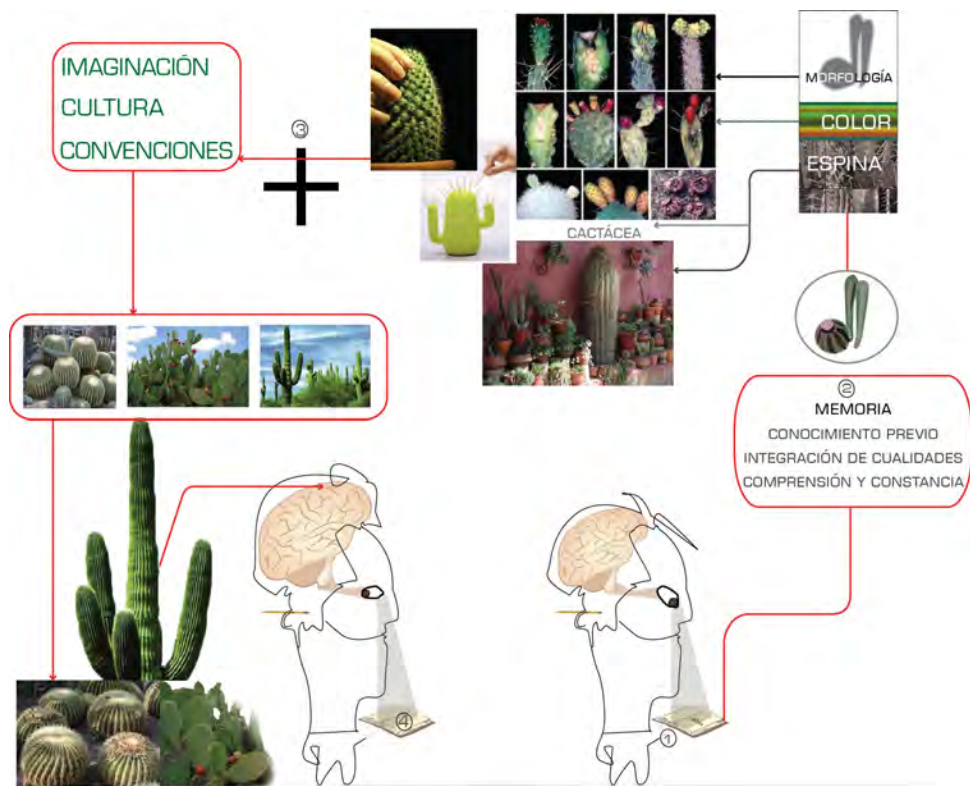 IMAGINACIÓN
CULTURA
CONVENCIONES
③
MORFOLOGÍA
COLOR
ESPINA
CACTÁCEA
②
MEMORIA
CONOCIMIENTO PREVIO
INTEGRACIÓN DE CUALIDADES
COMPRENSIÓN Y CONSTANCIA
④
①